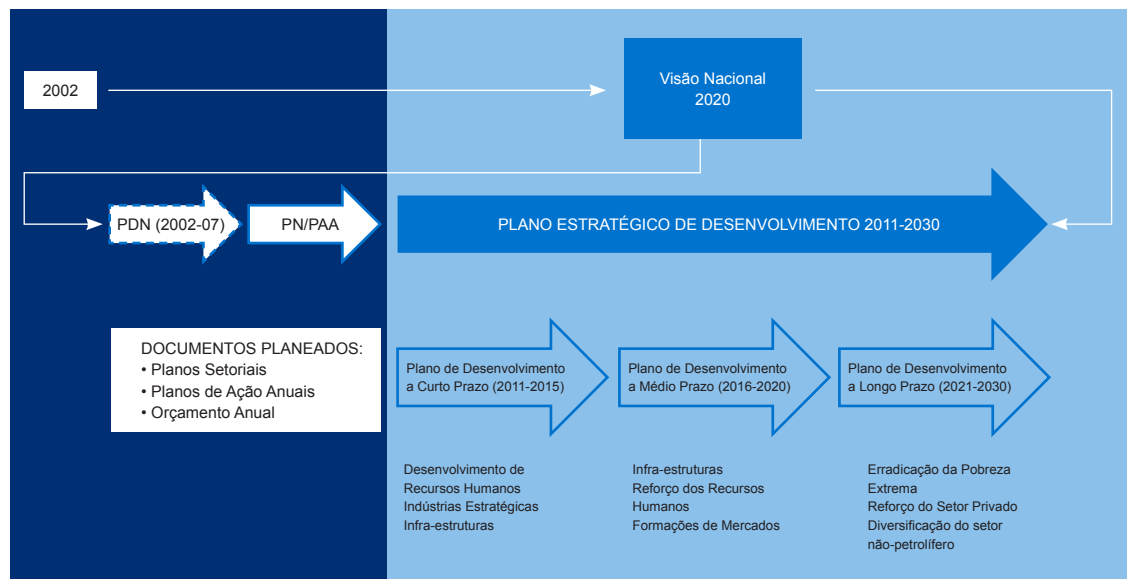 2002
Visão Nacional
2020
PDN (2002-07)
PN/PAA
PLANO ESTRATÉGICO DE DESENVOLVIMENTO 2011-2030
DOCUMENTOS PLANEADOS:
• Planos Setoriais
• Planos de Ação Anuais
• Orçamento Anual
Plano de Desenvolvimento
a Curto Prazo (2011-2015)
Plano de Desenvolvimento
a Médio Prazo (2016-2020)
Plano de Desenvolvimento
a Longo Prazo (2021-2030)
Desenvolvimento de
Recursos Humanos
Indústrias Estratégicas
Infra-estruturas
Infra-estruturas
Reforço dos Recursos
Humanos
Formações de Mercados
Erradicação da Pobreza
Extrema
Reforço do Setor Privado
Diversificação do setor
não-petrolífero